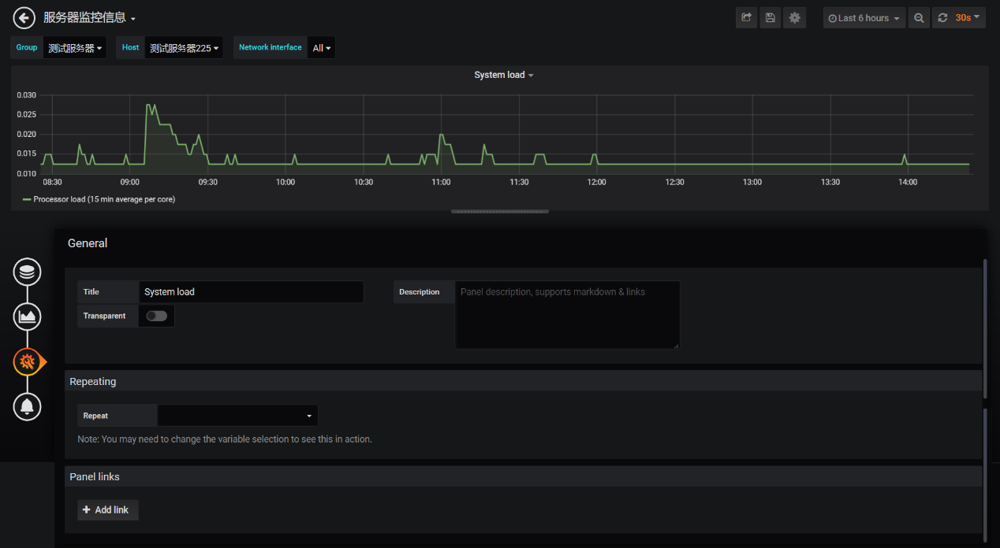 服务器监控信息
Last 6 hours
30s
Group 测试服务器 Host 测试服务器225 Network interface All
System load
0.030
0.025
0.020
0.015
0.010
08:30 09:00 09:30 10:00 10:30 11:00 11:30 12:00 12:30 13:00 13:30 14:00
Processor load (15 min average per core)
General
Title System load Description Panel description, supports markdown & links
Transparent
Repeating
Repeat
Note: You may need to change the variable selection to see this in action.
Panel links
+ Add link